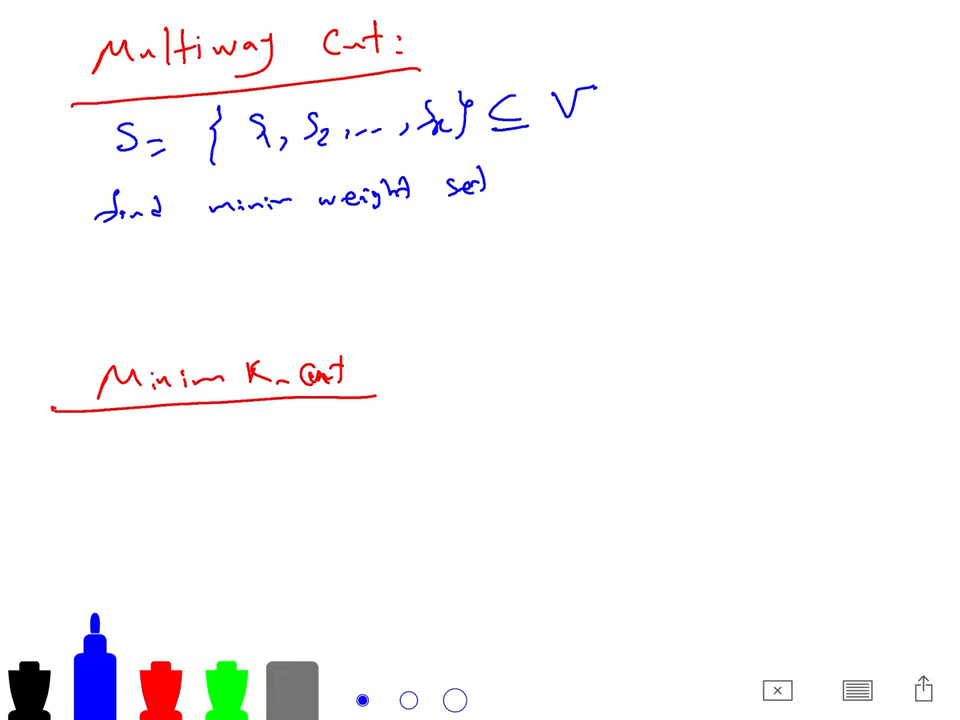 Multiway Cut:
S = { s1, s2, ..., sk } ⊆ V
find minim weight set
Minim K-Cut